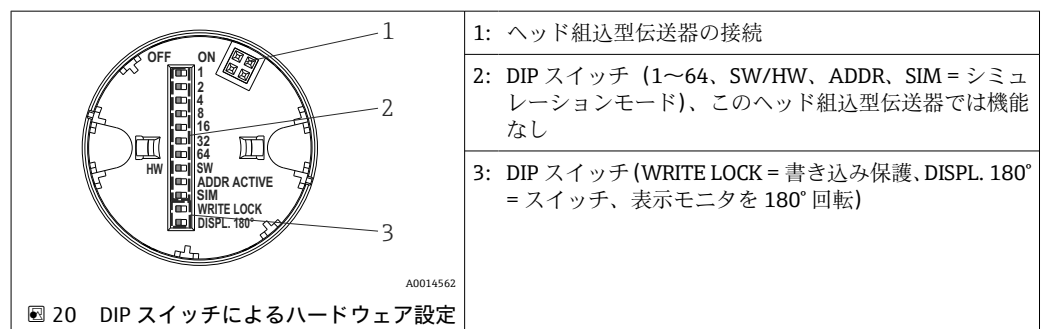 OFF ON
1
2
4
8
16
32
64
HW SW
ADDR ACTIVE
SIM
WRITE LOCK
DISPL. 180°
1
2
3
A0014562
20 DIP スイッチによるハードウェア設定
1: ヘッド組込型伝送器の接続
2: DIP スイッチ（1～64、SW/HW、ADDR、SIM = シミュ
レーションモード）、このヘッド組込型伝送器では機能
なし
3: DIP スイッチ（WRITE LOCK = 書き込み保護、DISPL. 180°
= スイッチ、表示モニタを 180° 回転）